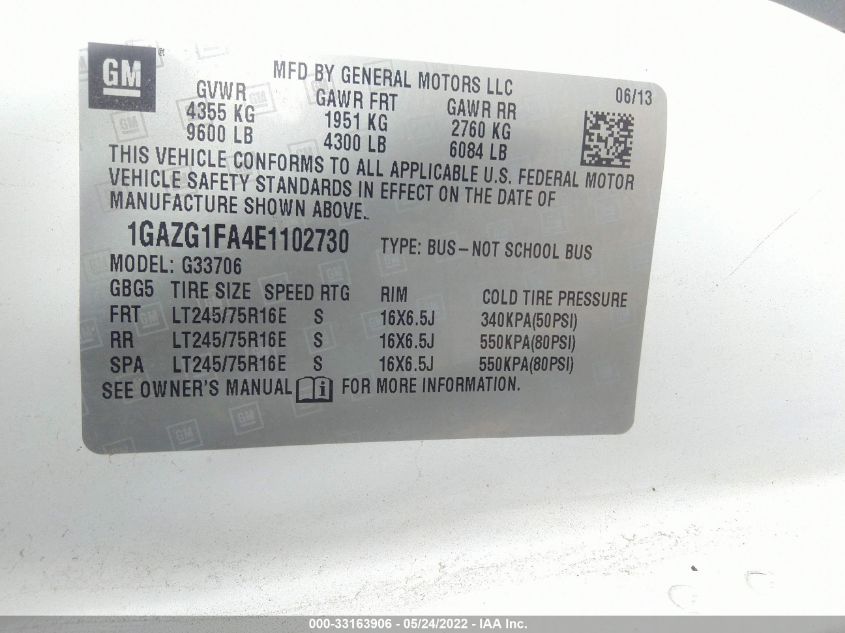 GM
MFD BY GENERAL MOTORS LLC
06/13
GVWR GAWR FRT GAWR RR
4355 KG 1951 KG 2760 KG
9600 LB 4300 LB 6084 LB
THIS VEHICLE CONFORMS TO ALL APPLICABLE U.S. FEDERAL MOTOR
VEHICLE SAFETY STANDARDS IN EFFECT ON THE DATE OF
MANUFACTURE SHOWN ABOVE.
1GAZG1FA4E1102730 TYPE: BUS–NOT SCHOOL BUS
MODEL: G33706
GBG5 TIRE SIZE SPEED RTG RIM COLD TIRE PRESSURE
FRT LT245/75R16E S 16X6.5J 340KPA(50PSI)
RR LT245/75R16E S 16X6.5J 550KPA(80PSI)
SPA LT245/75R16E S 16X6.5J 550KPA(80PSI)
SEE OWNER'S MANUAL FOR MORE INFORMATION.
000-33163906 - 05/24/2022 - IAA Inc.